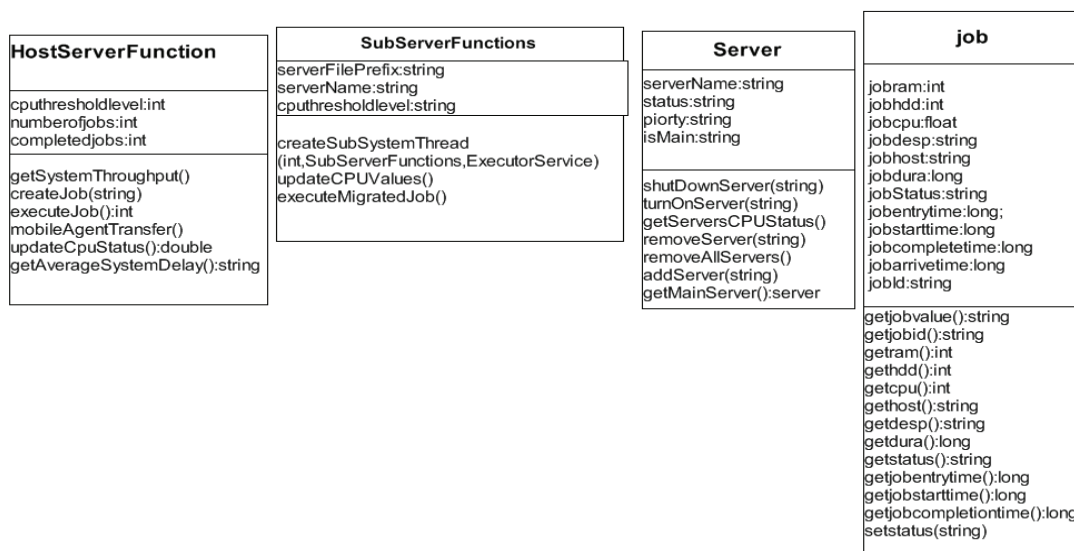 HostServerFunction
cputhresholdlevel:int
numberofjobs:int
completedjobs:int
getSystemThroughput()
createJob(string)
executeJob():int
mobileAgentTransfer()
updateCpuStatus():double
getAverageSystemDelay():string
SubServerFunctions
serverFilePrefix:string
serverName:string
cputhresholdlevel:string
createSubSystemThread
(int,SubServerFunctions,ExecutorService)
updateCPUValues()
executeMigratedJob()
Server
serverName:string
status:string
piorty:string
isMain:string
shutDownServer(string)
turnOnServer(string)
getServersCPUStatus()
removeServer(string)
removeAllServers()
addServer(string)
getMainServer():server
job
jobram:int
jobhdd:int
jobcpu:float
jobdesp:string
jobhost:string
jobdura:long
jobStatus:string
jobentrytime:long;
jobstarttime:long
jobcompletetime:long
jobarrivetime:long
jobId:string
getjobvalue():string
getjobid():string
getram():int
gethdd():int
getcpu():int
gethost():string
getdesp():string
getdura():long
getstatus():string
getjobentrytime():long
getjobstarttime():long
getjobcompletiontime():long
setstatus(string)